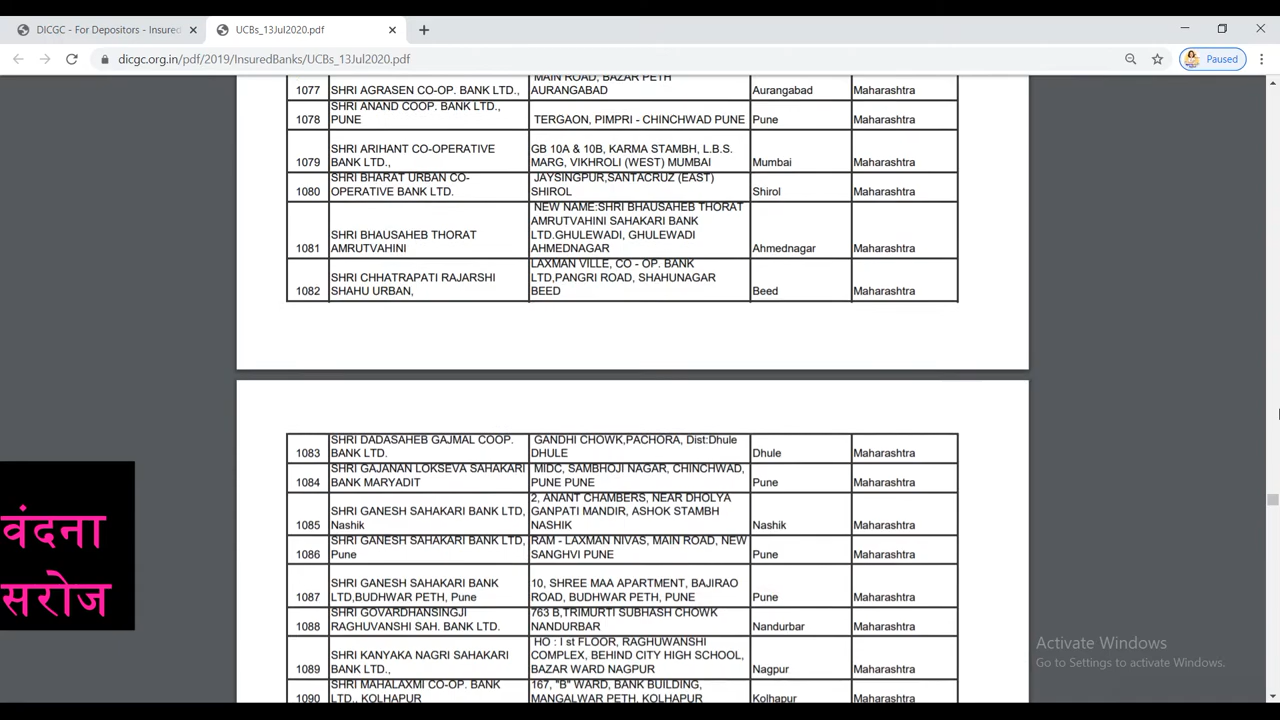 DICGC - For Depositors - Insured
UCBs_13Jul2020.pdf
dicgc.org.in/pdf/2019/InsuredBanks/UCBs_13Jul2020.pdf
Paused
MAIN ROAD, BAZAR PETH
1077 SHRI AGRASEN CO-OP. BANK LTD., AURANGABAD Aurangabad Maharashtra
SHRI ANAND COOP. BANK LTD.,
1078 PUNE TERGAON, PIMPRI - CHINCHWAD PUNE Pune Maharashtra
SHRI ARIHANT CO-OPERATIVE GB 10A & 10B, KARMA STAMBH, L.B.S.
1079 BANK LTD., MARG, VIKHROLI (WEST) MUMBAI Mumbai Maharashtra
SHRI BHARAT URBAN CO- JAYSINGPUR,SANTACRUZ (EAST)
1080 OPERATIVE BANK LTD. SHIROL Shirol Maharashtra
NEW NAME:SHRI BHAUSAHEB THORAT
AMRUTVAHINI SAHAKARI BANK
SHRI BHAUSAHEB THORAT LTD.GHULEWADI, GHULEWADI
1081 AMRUTVAHINI AHMEDNAGAR Ahmednagar Maharashtra
LAXMAN VILLE, CO - OP. BANK
SHRI CHHATRAPATI RAJARSHI LTD,PANGRI ROAD, SHAHUNAGAR
1082 SHAHU URBAN, BEED Beed Maharashtra
SHRI DADASAHEB GAJMAL COOP. GANDHI CHOWK,PACHORA, Dist:Dhule
1083 BANK LTD. DHULE Dhule Maharashtra
SHRI GAJANAN LOKSEVA SAHAKARI MIDC, SAMBHOJI NAGAR, CHINCHWAD,
1084 BANK MARYADIT PUNE PUNE Pune Maharashtra
2, ANANT CHAMBERS, NEAR DHOLYA
SHRI GANESH SAHAKARI BANK LTD, GANPATI MANDIR, ASHOK STAMBH
1085 Nashik NASHIK Nashik Maharashtra
SHRI GANESH SAHAKARI BANK LTD, RAM - LAXMAN NIVAS, MAIN ROAD, NEW
1086 Pune SANGHVI PUNE Pune Maharashtra
SHRI GANESH SAHAKARI BANK 10, SHREE MAA APARTMENT, BAJIRAO
1087 LTD,BUDHWAR PETH, Pune ROAD, BUDHWAR PETH, PUNE Pune Maharashtra
SHRI GOVARDHANSINGJI 763 B,TRIMURTI SUBHASH CHOWK
1088 RAGHUVANSHI SAH. BANK LTD. NANDURBAR Nandurbar Maharashtra
HO : I st FLOOR, RAGHUWANSHI
SHRI KANYAKA NAGRI SAHAKARI COMPLEX, BEHIND CITY HIGH SCHOOL,
1089 BANK LTD., BAZAR WARD NAGPUR Nagpur Maharashtra
SHRI MAHALAXMI CO-OP. BANK 167, "B" WARD, BANK BUILDING,
1090 LTD., KOLHAPUR MANGALWAR PETH, KOLHAPUR Kolhapur Maharashtra
वंदना
सरोज
Activate Windows
Go to Settings to activate Windows.